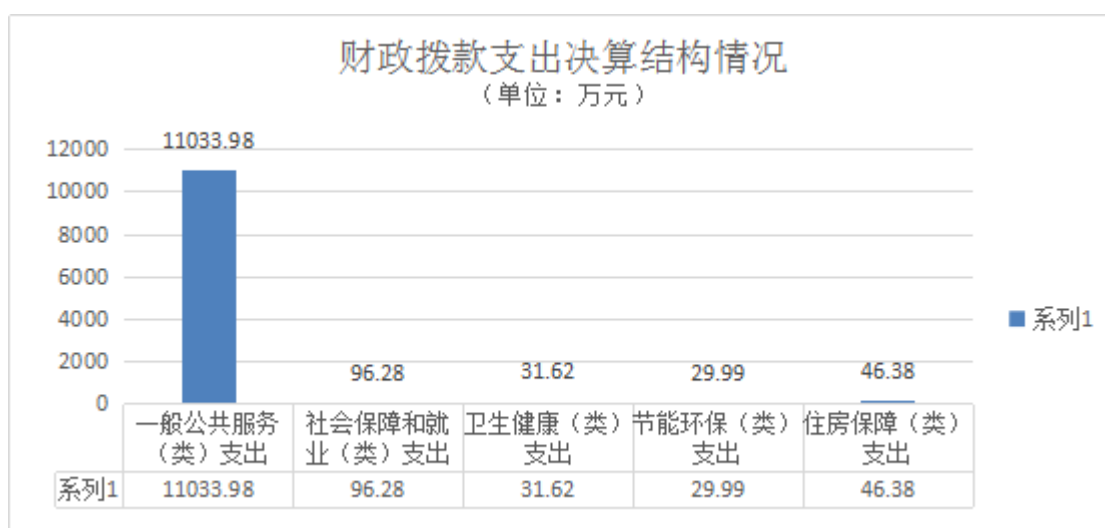 财政拨款支出决算结构情况
（单位：万元）
12000
10000
8000
6000
4000
2000
0
11033.98
96.28
31.62
29.99
46.38
系列1
一般公共服务
（类）支出
社会保障和就
业（类）支出
卫生健康（类）
支出
节能环保（类）
支出
住房保障（类）
支出
系列1 11033.98 96.28 31.62 29.99 46.38